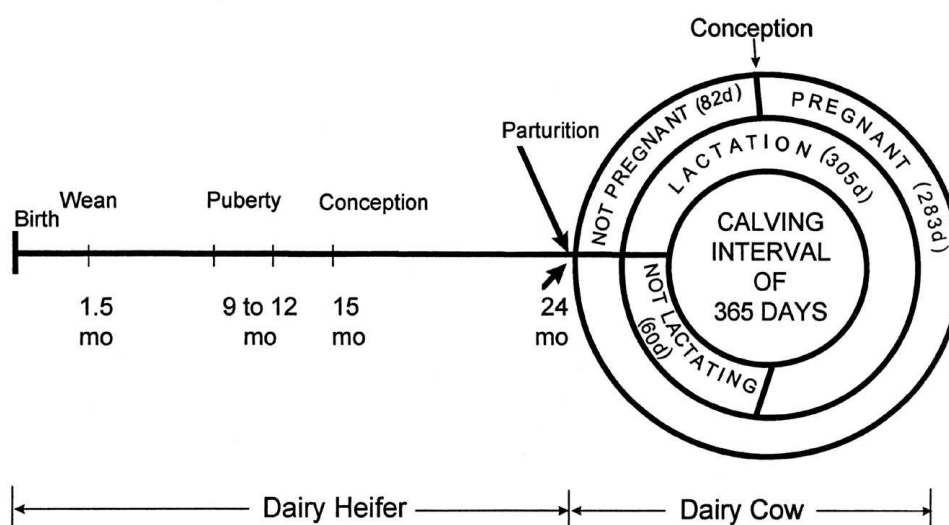 Conception
Parturition
Birth
Wean
Puberty
Conception
1.5
mo
9 to 12
mo
15
mo
24
mo
NOT PREGNANT (82d)
PREGNANT (283d)
LACTATION (305d)
NOT LACTATING
(60d)
CALVING
INTERVAL
OF
365 DAYS
Dairy Heifer
Dairy Cow